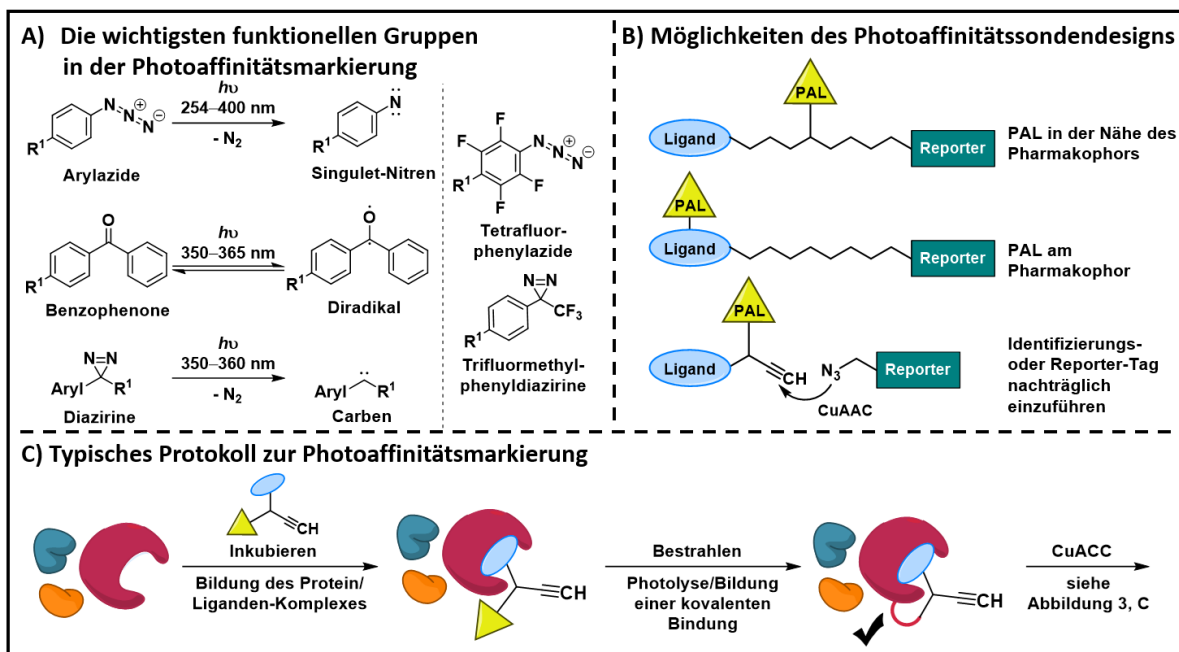 A) Die wichtigsten funktionellen Gruppen
in der Photoaffinitätsmarkierung
hυ
254–400 nm
- N2
N N N
+ −
R1
Arylazide
N
R1
Singulet-Nitren
O
hυ
350–365 nm
R1
Benzophenone
O
R1
Diradikal
N=N
Aryl R1
Diazirine
hυ
350–360 nm
- N2
Aryl R1
Carben
F
F
N N N
+ −
R1
F
F
Tetrafluor-
phenylazide
N=N
CF3
R1
Trifluormethyl-
phenyldiazirine
B) Möglichkeiten des Photoaffinitätssondendesigns
PAL
Ligand
Reporter
PAL in der Nähe des
Pharmakophors
PAL
Ligand
Reporter
PAL am
Pharmakophor
PAL
Ligand
CH
N3
Reporter
CuAAC
Identifizierungs-
oder Reporter-Tag
nachträglich
einzuführen
C) Typisches Protokoll zur Photoaffinitätsmarkierung
CH
Inkubieren
Bildung des Protein/
Liganden-Komplexes
CH
Bestrahlen
Photolyse/Bildung
einer kovalenten
Bindung
CH
CuACC
siehe
Abbildung 3, C